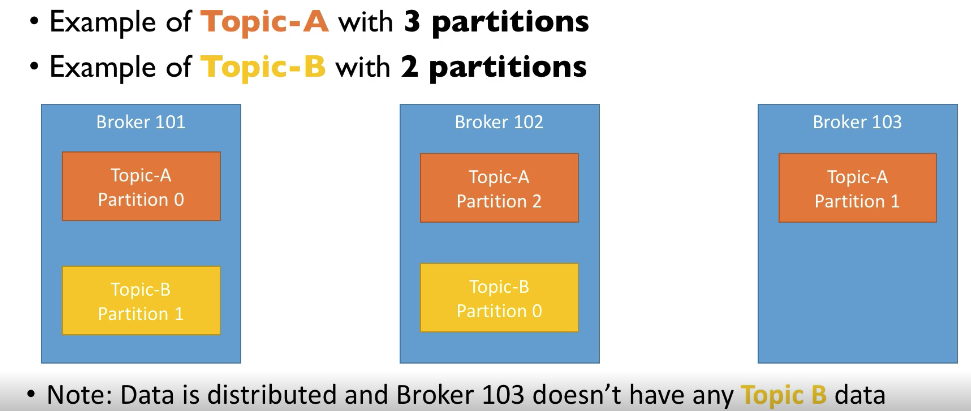 • Example of Topic-A with 3 partitions
• Example of Topic-B with 2 partitions
Broker 101
Topic-A
Partition 0
Topic-B
Partition 1
Broker 102
Topic-A
Partition 2
Topic-B
Partition 0
Broker 103
Topic-A
Partition 1
• Note: Data is distributed and Broker 103 doesn't have any Topic B data